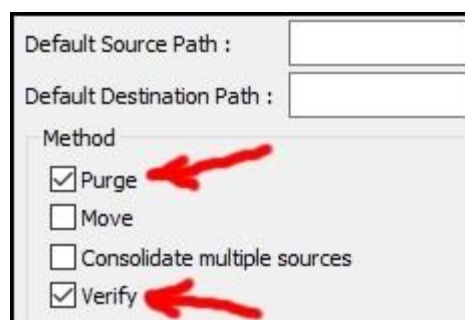 Default Source Path :
Default Destination Path :
Method
Purge
Move
Consolidate multiple sources
Verify